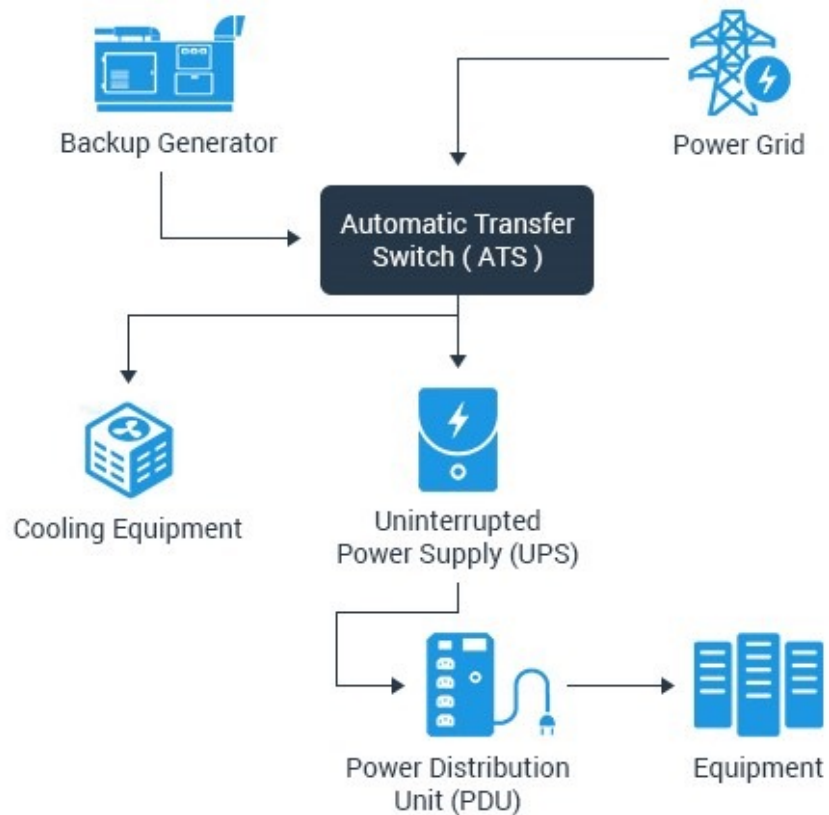 Backup Generator
Power Grid
Automatic Transfer
Switch ( ATS )
Cooling Equipment
Uninterrupted
Power Supply (UPS)
Power Distribution
Unit (PDU)
Equipment